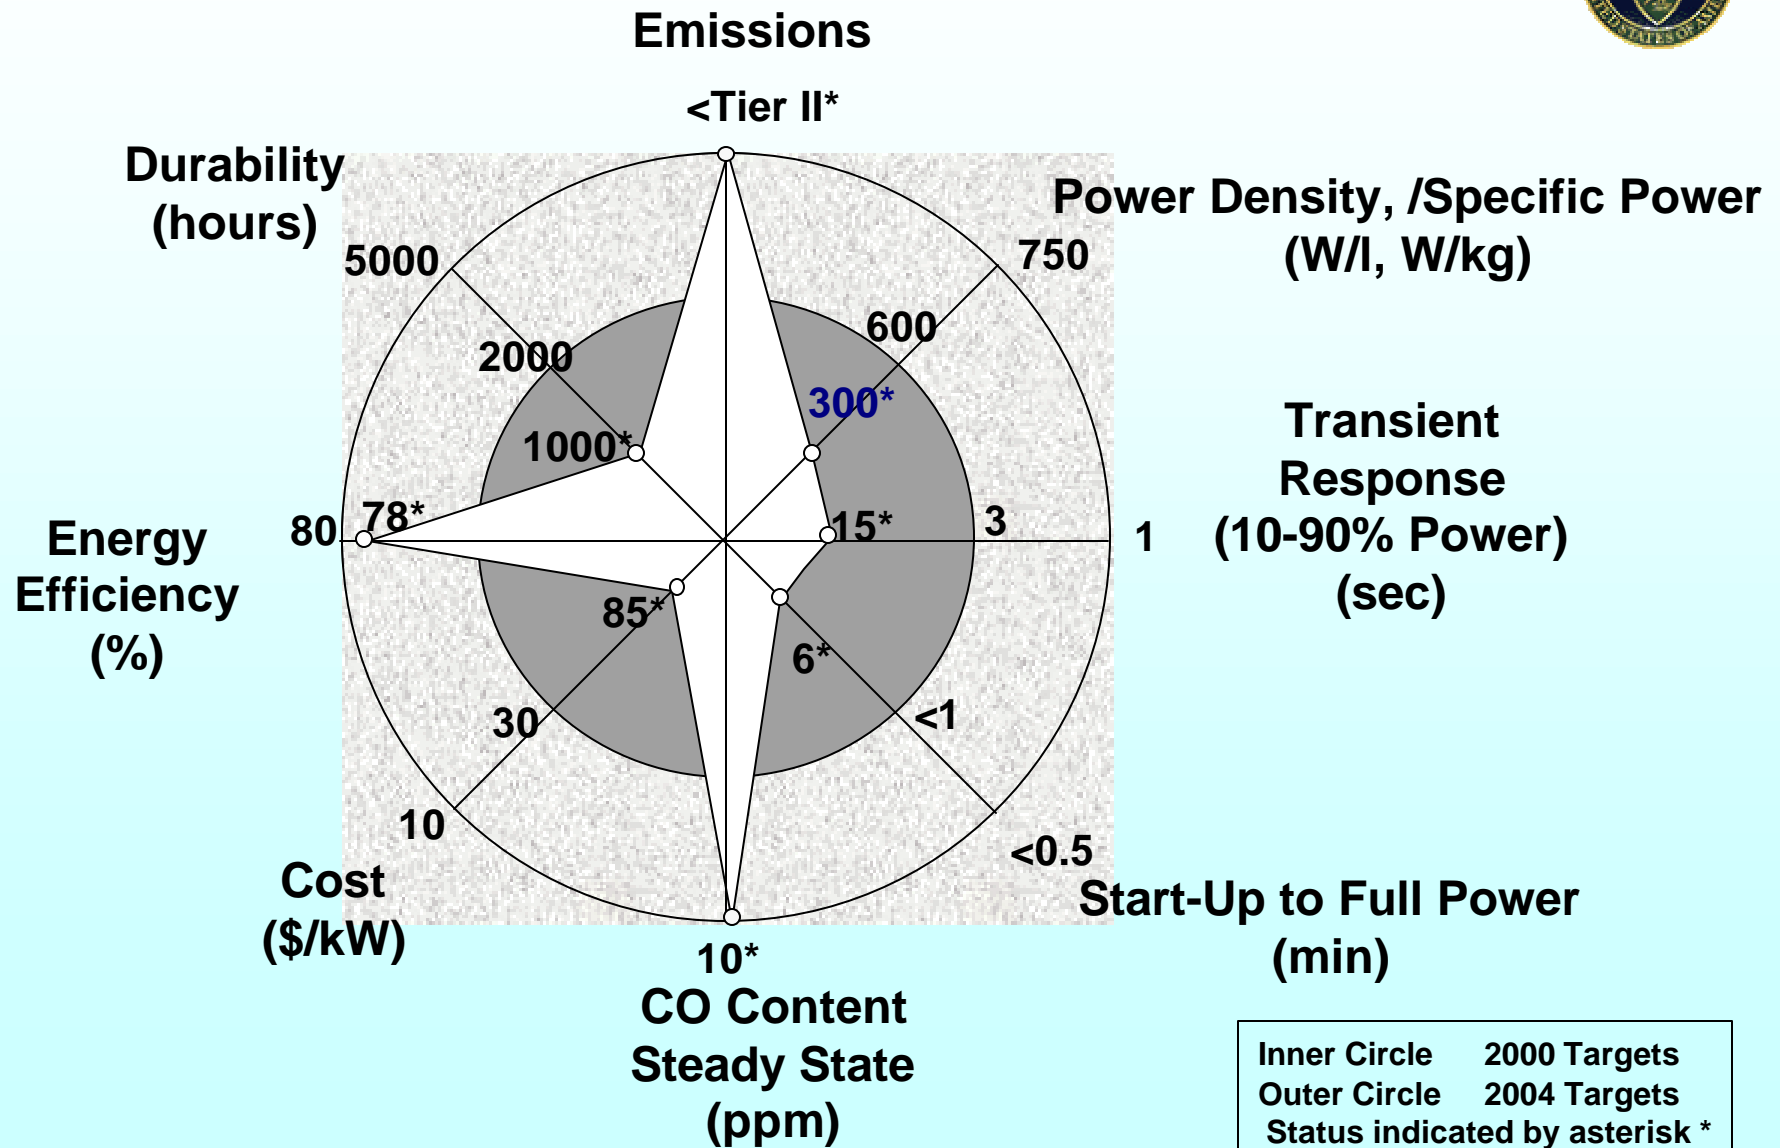 Emissions
<Tier II*
Durability
(hours)
Power Density, /Specific Power
(W/l, W/kg)
5000
750
2000
600
300*
1000*
Transient
Response
(10-90% Power)
(sec)
Energy
Efficiency
(%)
80
78*
15*
3
1
85*
6*
30
<1
10
<0.5
Cost
($/kW)
Start-Up to Full Power
(min)
10*
CO Content
Steady State
(ppm)
Inner Circle 2000 Targets
Outer Circle 2004 Targets
Status indicated by asterisk *